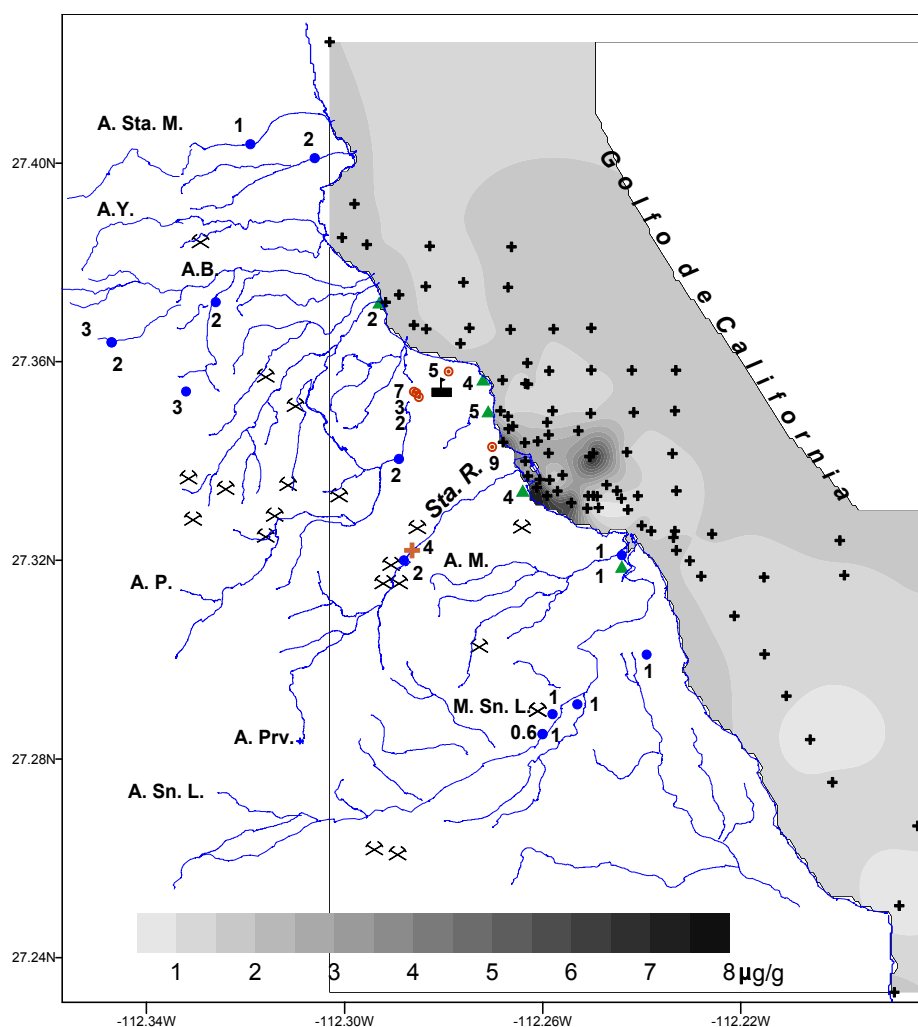 A. Sta. M.
1
2
27.40N
Golfo de California
A.Y.
A.B.
2
2
3
2
27.36N
5
4
7
3
3
2
5
9
2
Sta. R.
4
4
27.32N
2
A. M.
1
1
A. P.
1
M. Sn. L.
1
1
A. Prv.
0.6
1
27.28N
A. Sn. L.
27.24N
1 2 3 4 5 6 7 8 µg/g
-112.34W -112.30W -112.26W -112.22W